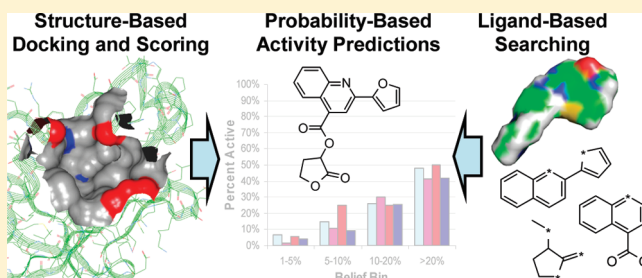 Structure-Based
Docking and Scoring
Probability-Based
Activity Predictions
Ligand-Based
Searching
Percent Active
100%
90%
80%
70%
60%
50%
40%
30%
20%
10%
0%
1-5%
5-10%
10-20%
>20%
Belief Bin
N
O
O
O
O
O
*
*
*
*
*
*
*
O